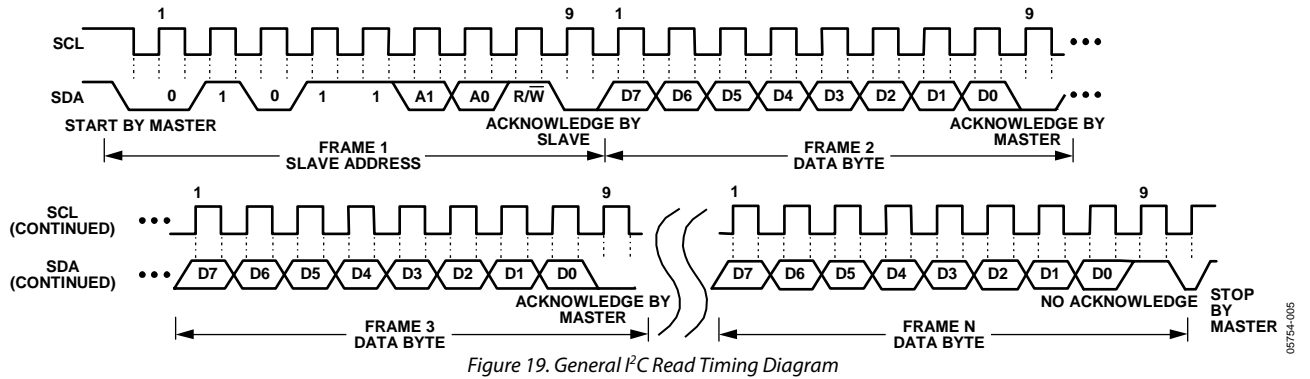 1 9 1 9
SCL
SDA 0 1 0 1 1 A1 A0 R/W̅ D7 D6 D5 D4 D3 D2 D1 D0
START BY MASTER
ACKNOWLEDGE BY
SLAVE
ACKNOWLEDGE BY
MASTER
FRAME 1
SLAVE ADDRESS
FRAME 2
DATA BYTE
1 9 1 9
SCL
(CONTINUED)
SDA
(CONTINUED)
D7 D6 D5 D4 D3 D2 D1 D0
D7 D6 D5 D4 D3 D2 D1 D0
ACKNOWLEDGE BY
MASTER
NO ACKNOWLEDGE
STOP
BY
MASTER
FRAME 3
DATA BYTE
FRAME N
DATA BYTE
05754-005
Figure 19. General I²C Read Timing Diagram